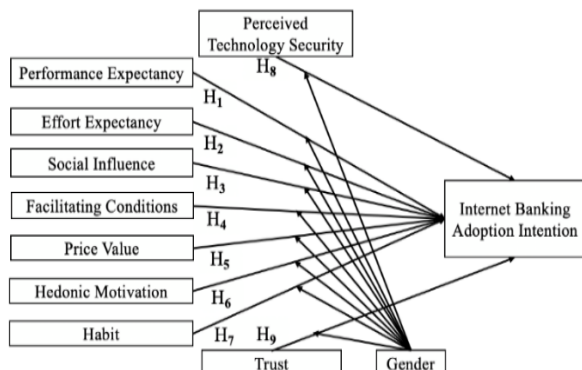 Perceived
Technology Security
H8
Performance Expectancy
H1
Effort Expectancy
H2
Social Influence
H3
Facilitating Conditions
H4
Price Value
H5
Hedonic Motivation
H6
Habit
H7
H9
Trust
Gender
Internet Banking
Adoption Intention